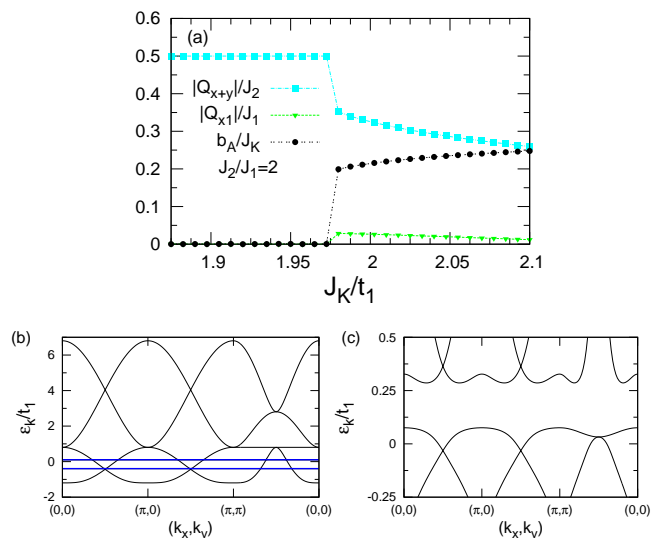 (a)
0.6
0.5
0.4
0.3
0.2
0.1
0
|Q_{x+y}|/J_2
|Q_{x1}|/J_1
b_A/J_K
J_2/J_1=2
1.9 1.95 2 2.05 2.1
J_K/t_1
(b)
ε_k/t_1
6
4
2
0
-2
(0,0) (π,0) (π,π) (0,0)
(k_x,k_y)
(c)
ε_k/t_1
0.5
0.25
0
-0.25
(0,0) (π,0) (π,π) (0,0)
(k_x,k_y)